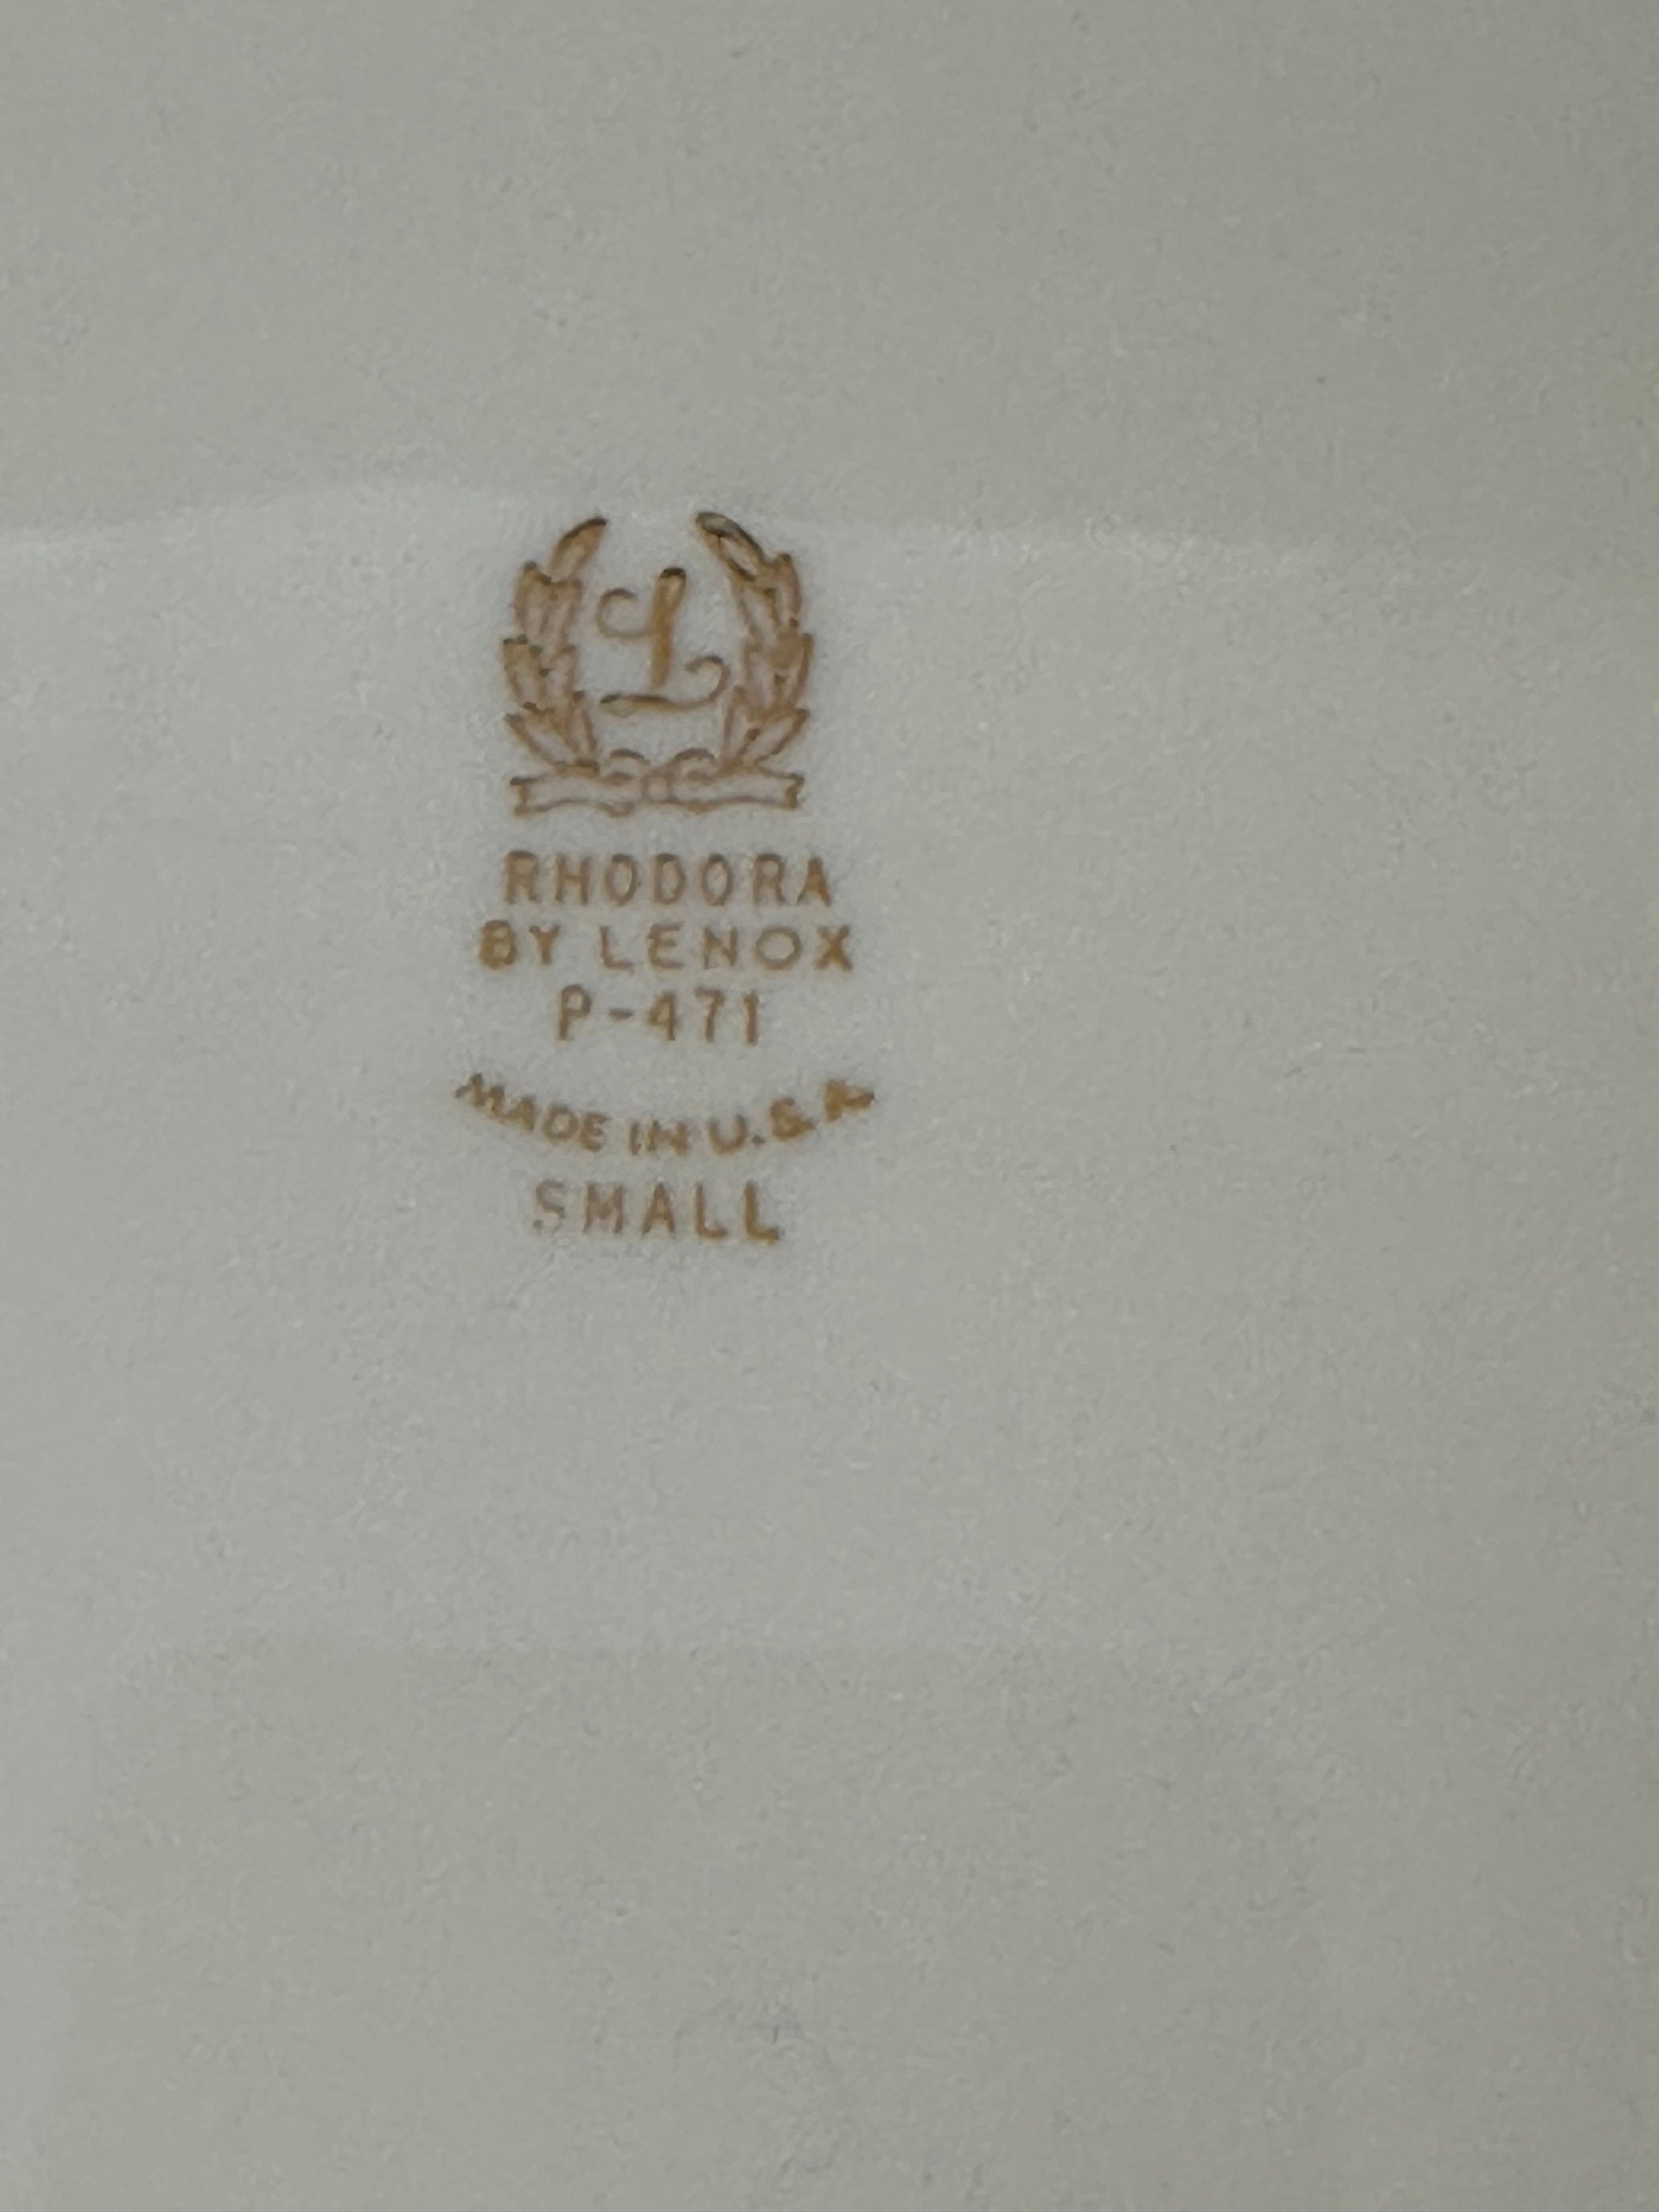 L
RHODORA
BY LENOX
P-471
MADE IN U.S.A
SMALL